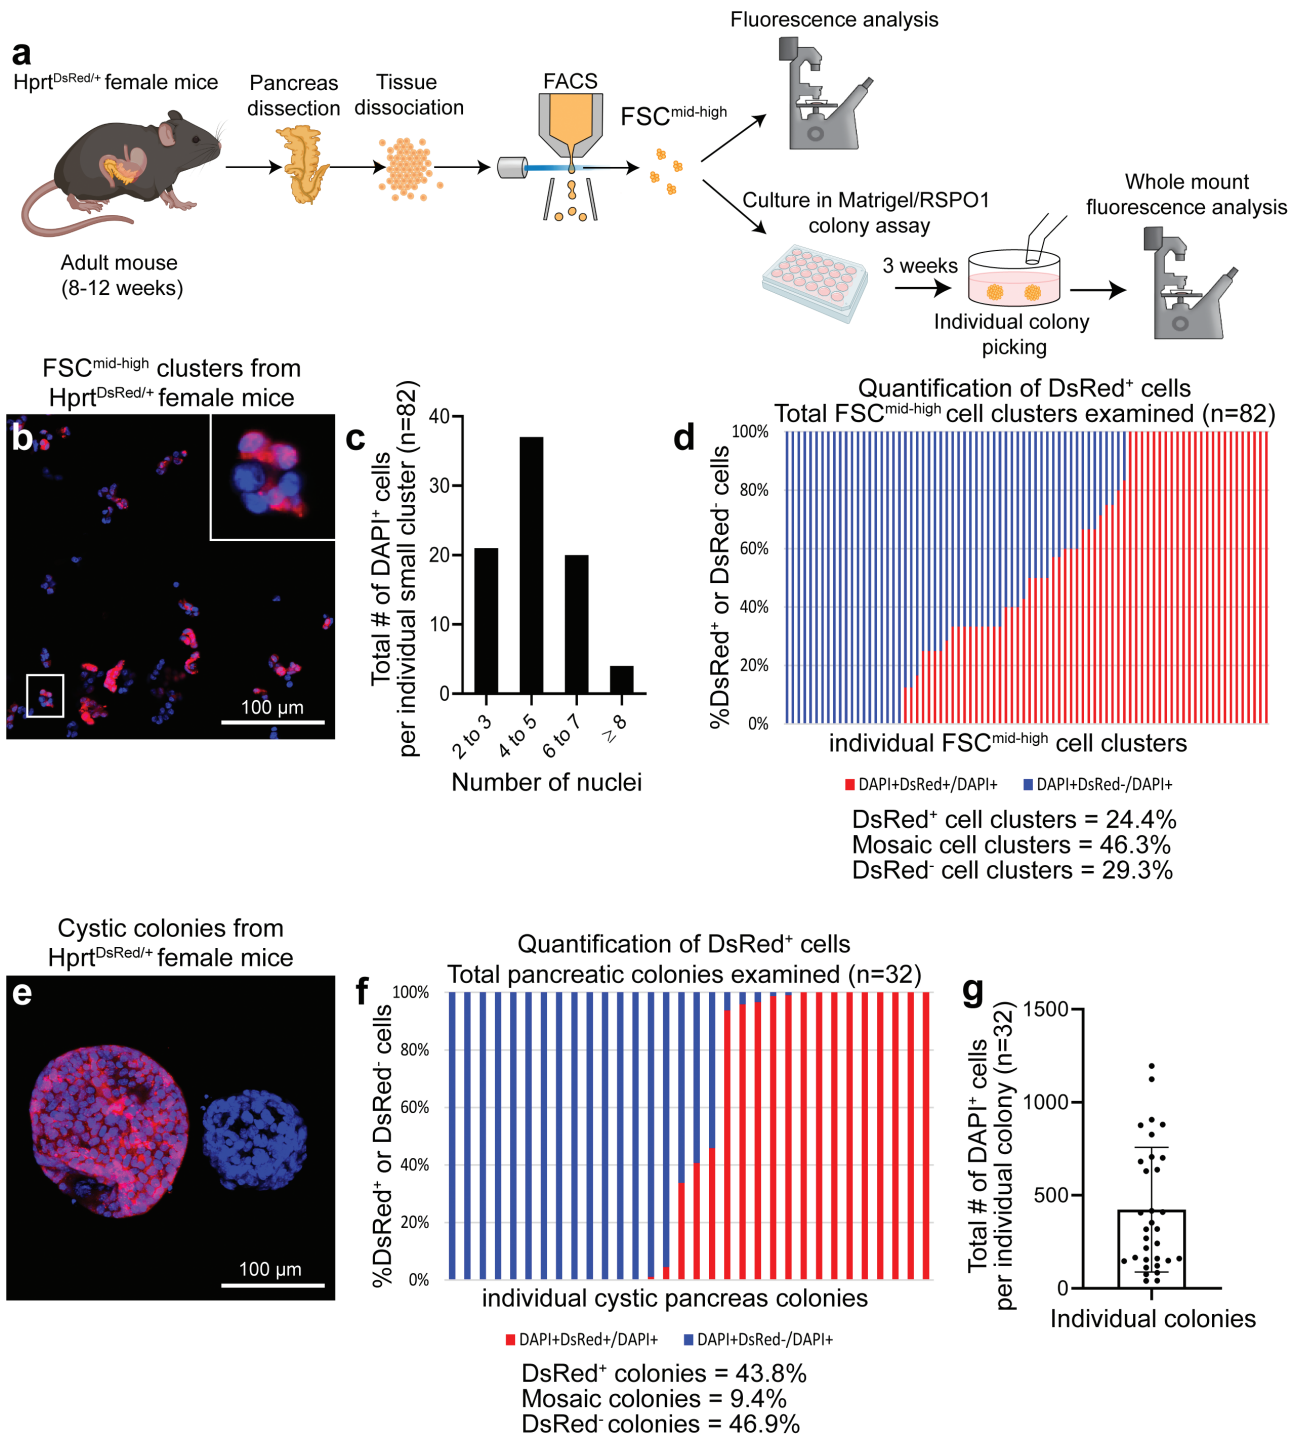 a
Hprt^DsRed/+ female mice
Pancreas
dissection
Tissue
dissociation
FACS
FSC^mid-high
Fluorescence analysis
Adult mouse
(8-12 weeks)
Culture in Matrigel/RSPO1
colony assay
3 weeks
Individual colony
picking
Whole mount
fluorescence analysis
FSC^mid-high clusters from
Hprt^DsRed/+ female mice
b
100 µm
c
Total # of DAPI⁺ cells
per individual small cluster (n=82)
40
30
20
10
0
2 to 3
4 to 5
6 to 7
≥ 8
Number of nuclei
d
Quantification of DsRed⁺ cells
Total FSC^mid-high cell clusters examined (n=82)
%DsRed⁺ or DsRed⁻ cells
100%
80%
60%
40%
20%
0%
individual FSC^mid-high cell clusters
DAPI+DsRed+/DAPI+
DAPI+DsRed-/DAPI+
DsRed⁺ cell clusters = 24.4%
Mosaic cell clusters = 46.3%
DsRed⁻ cell clusters = 29.3%
Cystic colonies from
Hprt^DsRed/+ female mice
e
100 µm
f
Quantification of DsRed⁺ cells
Total pancreatic colonies examined (n=32)
%DsRed⁺ or DsRed⁻ cells
100%
80%
60%
40%
20%
0%
individual cystic pancreas colonies
DAPI+DsRed+/DAPI+
DAPI+DsRed-/DAPI+
DsRed⁺ colonies = 43.8%
Mosaic colonies = 9.4%
DsRed⁻ colonies = 46.9%
g
Total # of DAPI⁺ cells
per individual colony (n=32)
1500
1000
500
0
Individual colonies